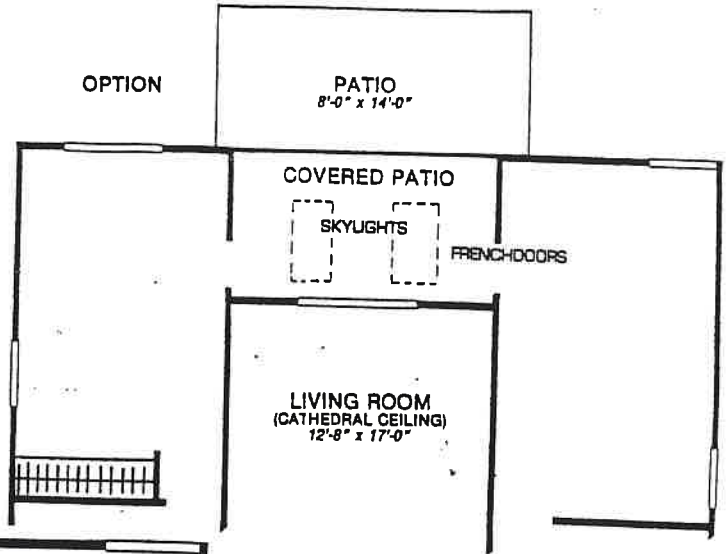 OPTION
PATIO
8'-0" x 14'-0"
COVERED PATIO
SKYLIGHTS
FRENCHDOORS
LIVING ROOM
(CATHEDRAL CEILING)
12'-8" x 17'-0"